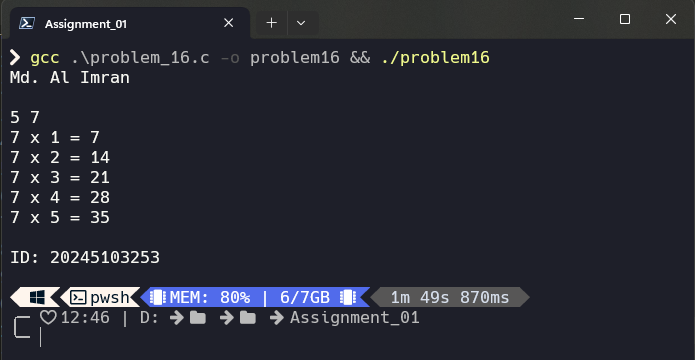 Assignment_01
gcc .\problem_16.c -o problem16 && ./problem16
Md. Al Imran
5 7
7 x 1 = 7
7 x 2 = 14
7 x 3 = 21
7 x 4 = 28
7 x 5 = 35
ID: 20245103253
pwsh MEM: 80% | 6/7GB 1m 49s 870ms
12:46 | D: Assignment_01